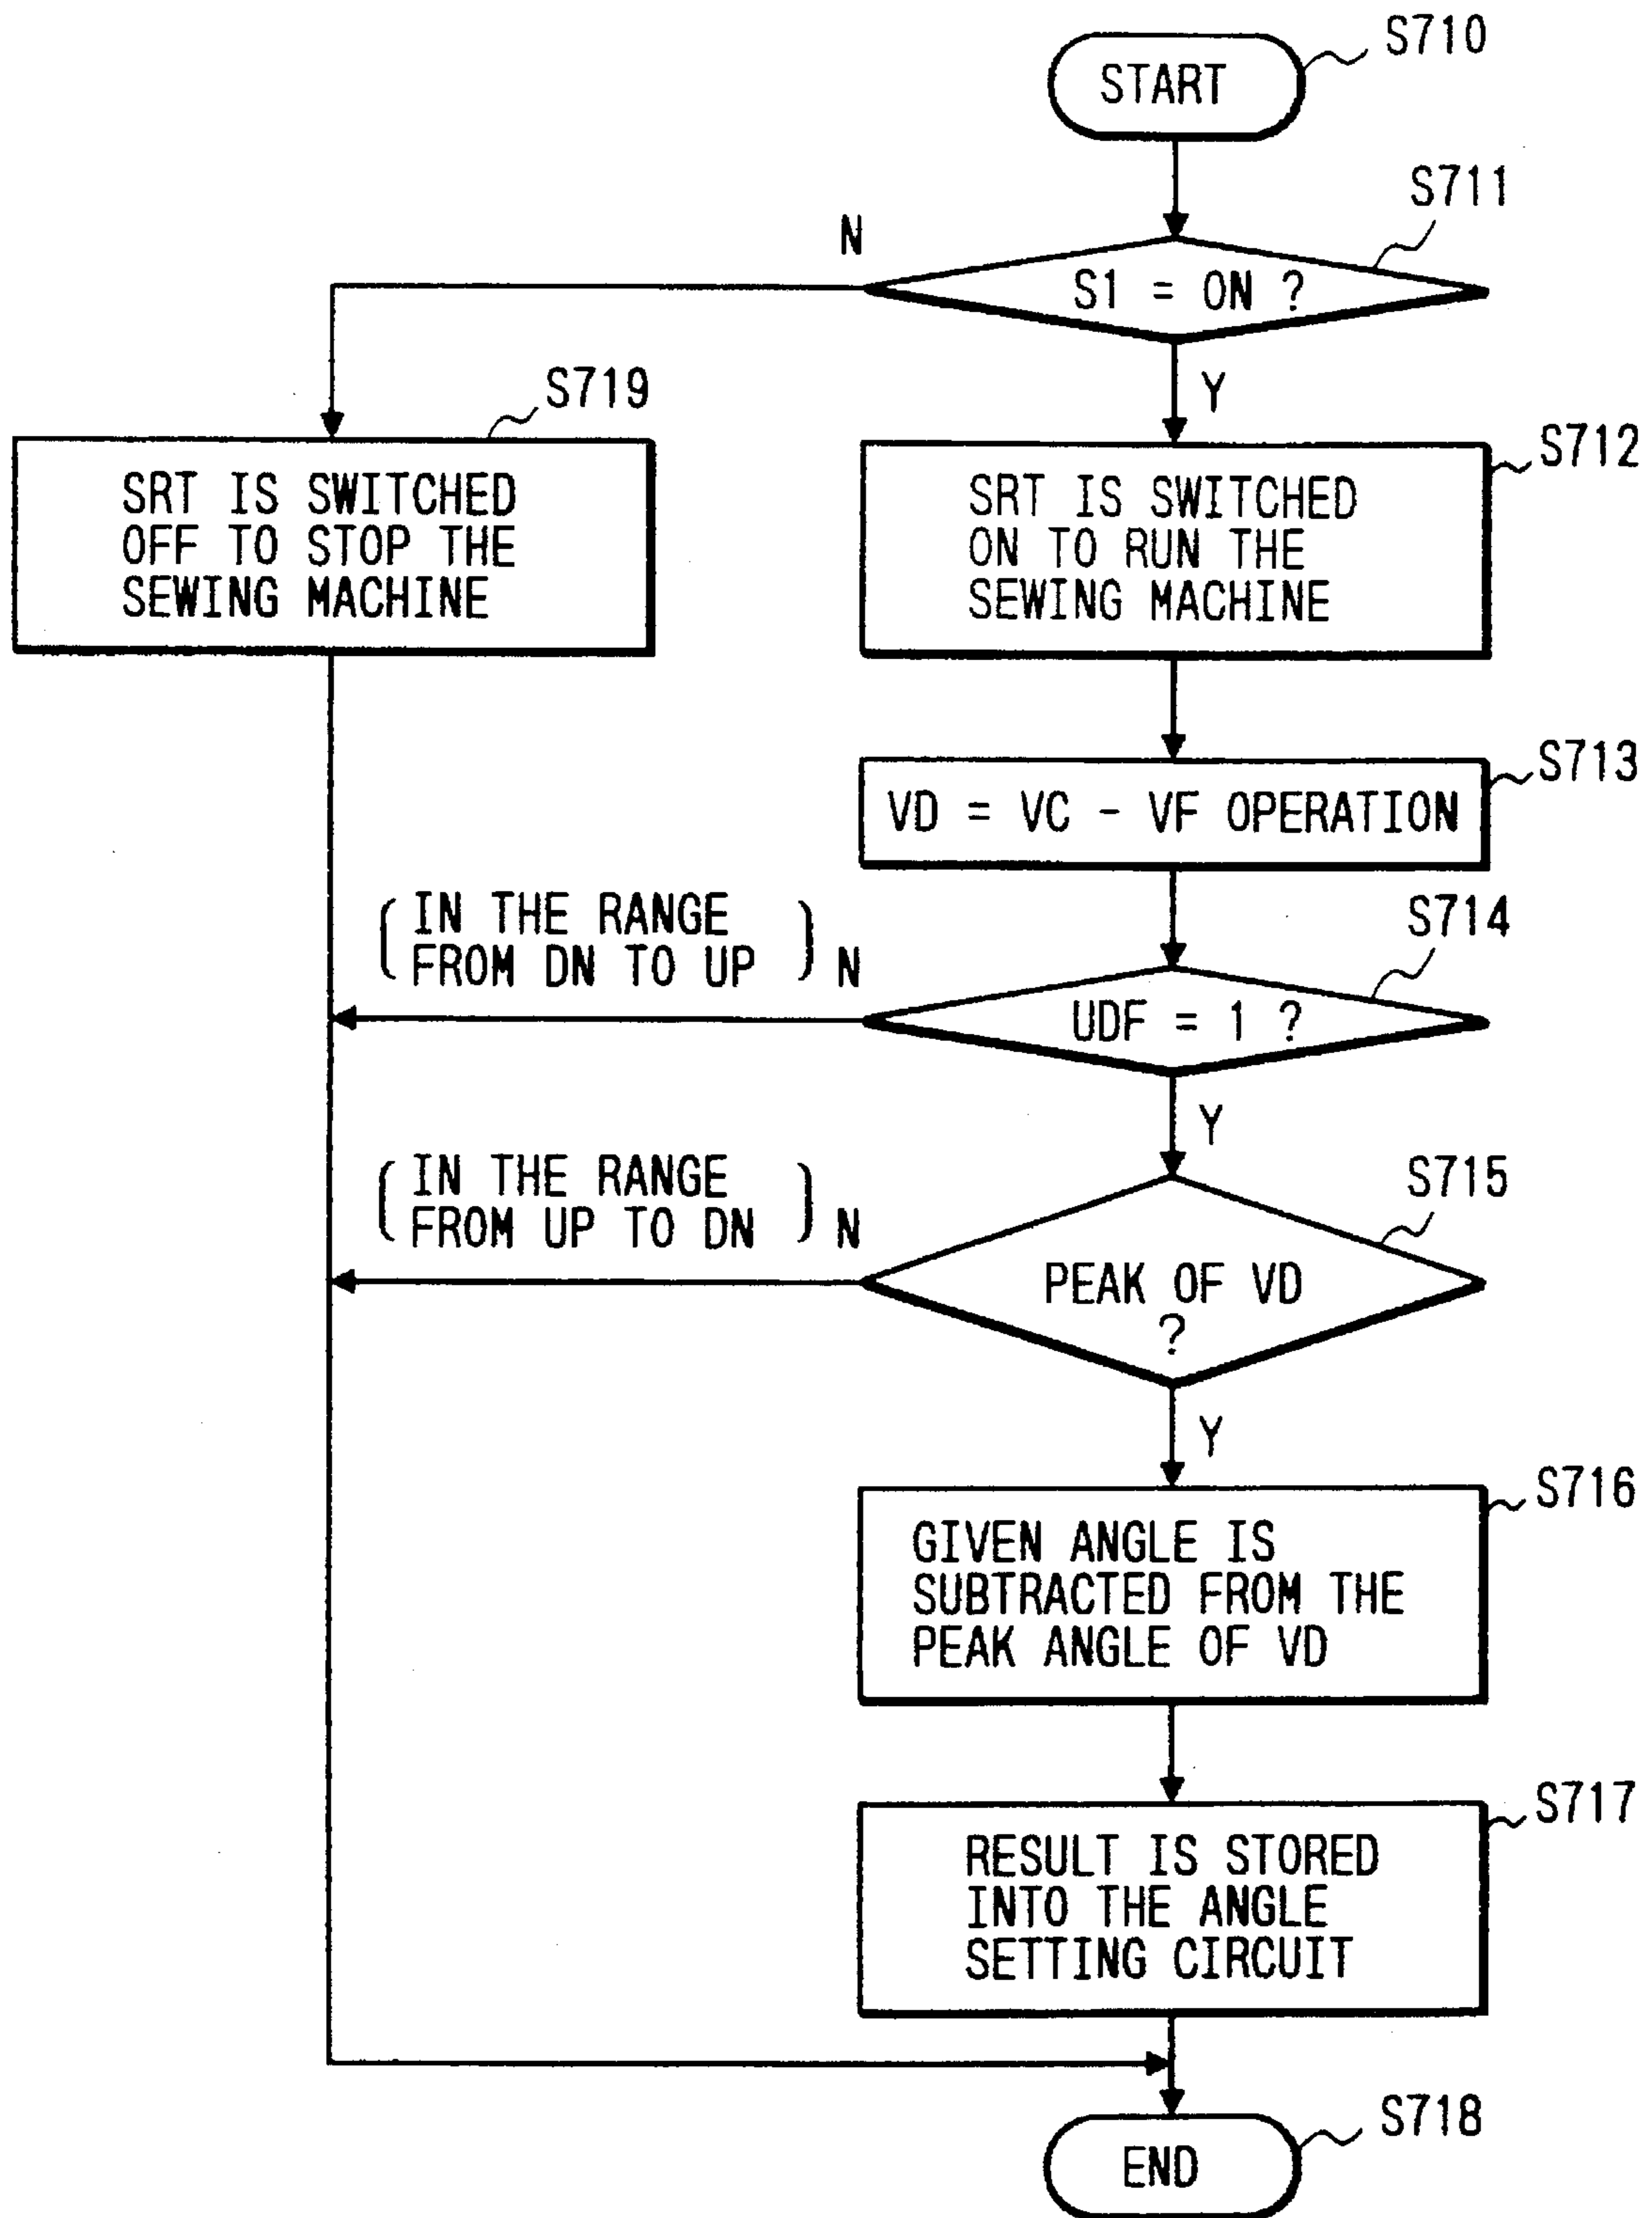 START
S710
S711
N
S1 = ON ?
Y
S719
SRT IS SWITCHED
OFF TO STOP THE
SEWING MACHINE
S712
SRT IS SWITCHED
ON TO RUN THE
SEWING MACHINE
S713
VD = VC - VF OPERATION
S714
IN THE RANGE
FROM DN TO UP
N
UDF = 1 ?
Y
S715
IN THE RANGE
FROM UP TO DN
N
PEAK OF VD
?
Y
S716
GIVEN ANGLE IS
SUBTRACTED FROM THE
PEAK ANGLE OF VD
S717
RESULT IS STORED
INTO THE ANGLE
SETTING CIRCUIT
S718
END